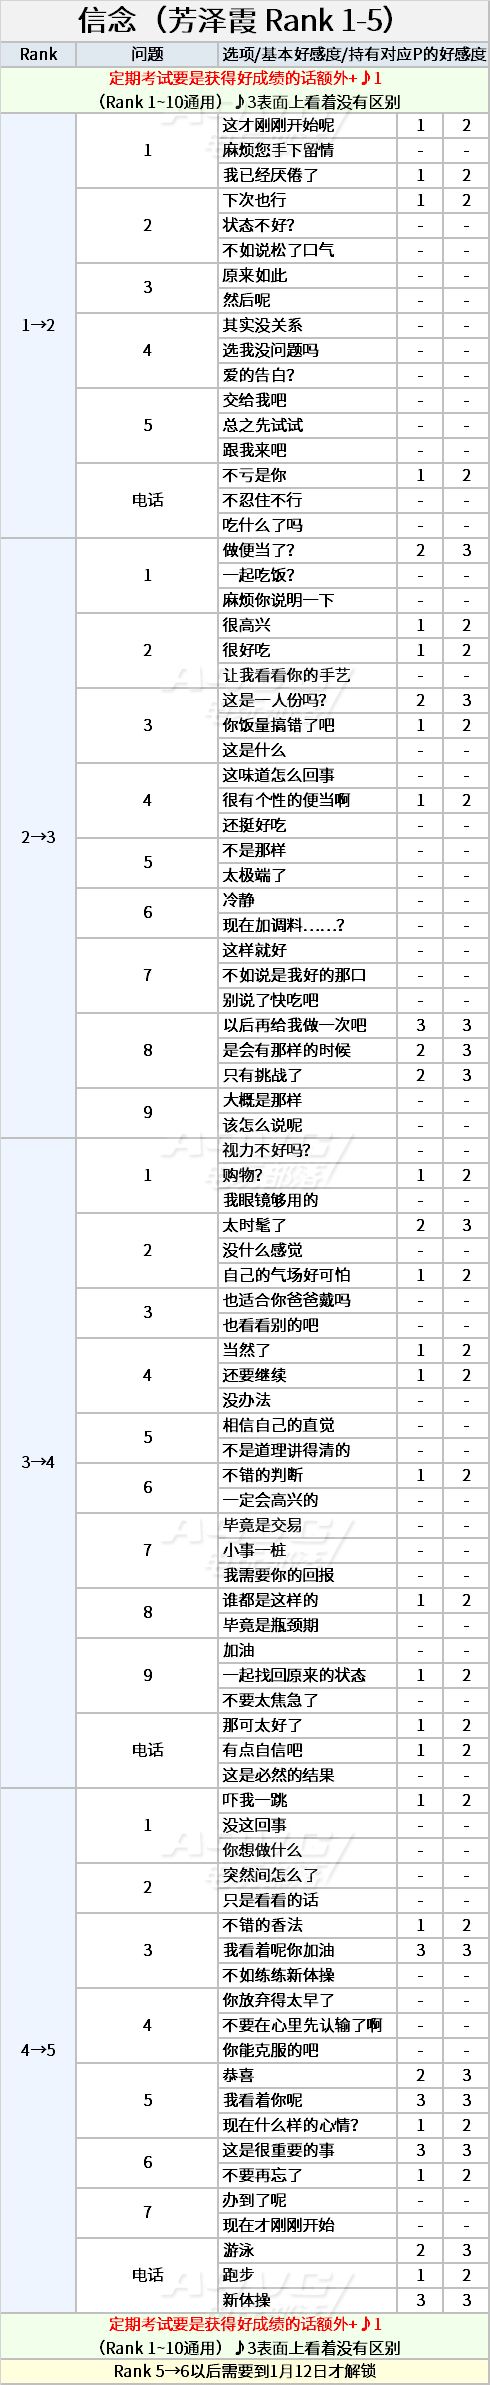 信念（芳泽霞 Rank 1-5）
Rank 问题 选项/基本好感度/持有对应P的好感度
定期考试要是获得好成绩的话额外+♪1
（Rank 1~10通用）♪3表面上看着没有区别
1→2
1
这才刚刚开始呢 1 2
麻烦您手下留情 - -
我已经厌倦了 1 2
2
下次也行 1 2
状态不好？ - -
不如说松了口气 - -
3
原来如此 - -
然后呢 - -
4
其实没关系 - -
选我没问题吗 - -
爱的告白？ - -
5
交给我吧 - -
总之先试试 - -
跟我来吧 - -
电话
不亏是你 1 2
不忍住不行 - -
吃什么了吗 - -
2→3
1
做便当了？ 2 3
一起吃饭？ - -
麻烦你说明一下 - -
2
很高兴 1 2
很好吃 1 2
让我看看你的手艺 - -
3
这是一人份吗？ 2 3
你饭量搞错了吧 1 2
这是什么 - -
4
这味道怎么回事 - -
很有个性的便当啊 1 2
还挺好吃 - -
5
不是那样 - -
太极端了 - -
6
冷静 - -
现在加调料……？ - -
7
这样就好 - -
不如说是我好的那口 - -
别说了快吃吧 - -
8
以后再给我做一次吧 3 3
是会有那样的时候 2 3
只有挑战了 2 3
9
大概是那样 - -
该怎么说呢 - -
3→4
1
视力不好吗？ - -
购物？ 1 2
我眼镜够用的 - -
2
太时髦了 2 3
没什么感觉 - -
自己的气场好可怕 1 2
3
也适合你爸爸戴吗 - -
也看看别的吧 - -
4
当然了 1 2
还要继续 1 2
没办法 - -
5
相信自己的直觉 - -
不是道理讲得清的 - -
6
不错的判断 1 2
一定会高兴的 - -
7
毕竟是交易 - -
小事一桩 - -
我需要你的回报 - -
8
谁都是这样的 1 2
毕竟是瓶颈期 - -
9
加油 - -
一起找回原来的状态 1 2
不要太焦急了 - -
电话
那可太好了 1 2
有点自信吧 1 2
这是必然的结果 - -
4→5
1
吓我一跳 1 2
没这回事 - -
你想做什么 - -
2
突然间怎么了 - -
只是看看的话 - -
3
不错的香法 1 2
我看着呢你加油 3 3
不如练练新体操 - -
4
你放弃得太早了 - -
不要在心里先认输了啊 - -
你能克服的吧 - -
5
恭喜 2 3
我看着你呢 3 3
现在什么样的心情？ 1 2
6
这是很重要的事 3 3
不要再忘了 1 2
7
办到了呢 - -
现在才刚刚开始 - -
电话
游泳 2 3
跑步 1 2
新体操 3 3
定期考试要是获得好成绩的话额外+♪1
（Rank 1~10通用）♪3表面上看着没有区别
Rank 5→6以后需要到1月12日才解锁